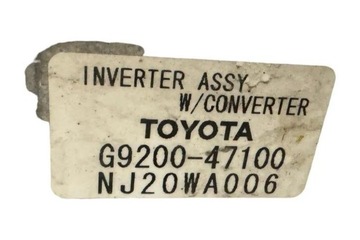 INVERTER ASSY.
W/CONVERTER
TOYOTA
G9200-47100
NJ20WA006